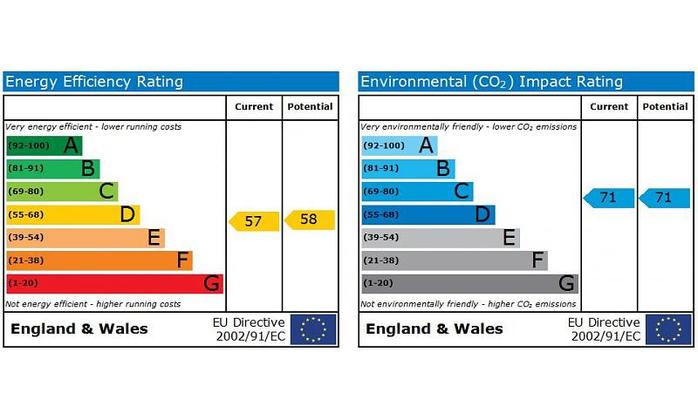 Energy Efficiency Rating
Current Potential
Very energy efficient - lower running costs
(92-100) A
(81-91) B
(69-80) C
(55-68) D
57 58
(39-54) E
(21-38) F
(1-20) G
Not energy efficient - higher running costs
England & Wales
EU Directive
2002/91/EC
Environmental (CO₂) Impact Rating
Current Potential
Very environmentally friendly - lower CO₂ emissions
(92-100) A
(81-91) B
(69-80) C
71 71
(55-68) D
(39-54) E
(21-38) F
(1-20) G
Not environmentally friendly - higher CO₂ emissions
England & Wales
EU Directive
2002/91/EC